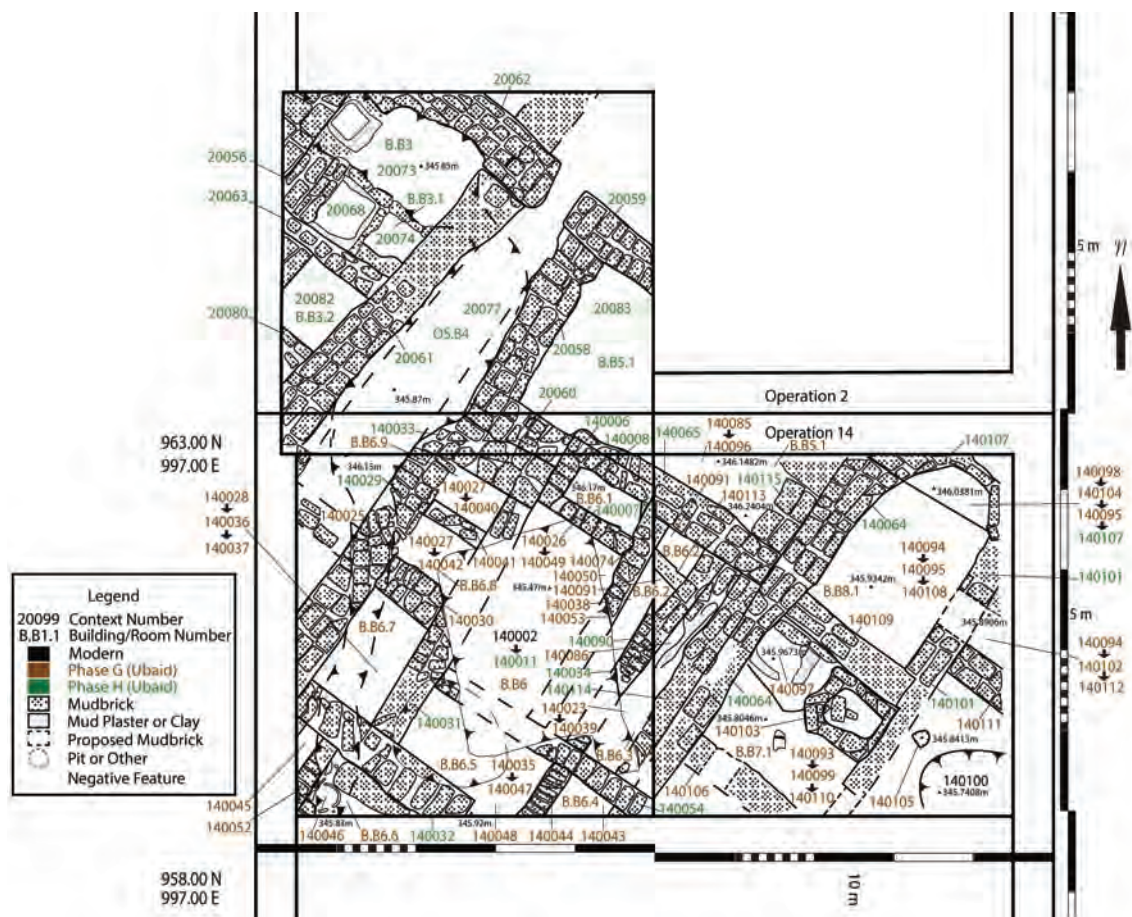 20062
B.B3
20056
20073
345.85m
20063
20068
B.B3.1
20059
20074
5 m
20082
B.B3.2
20077
20083
20080
OS.B4
20058
20061
B.B5.1
345.87m
20060
Operation 2
140006
140085
Operation 14
963.00 N
140033
140008
140065
140096
140107
997.00 E
B.B6.9
346.1482m
B.B5.1
346.13m
140098
140029
140027
346.17m
140091
140115
346.0381m
140104
140028
B.B6.1
140113
140095
140025
140040
140007
346.2404m
140107
140036
140064
140037
140027
140026
140094
140042
140041
140049
140074
B.B6.2
140095
140101
140050
345.9342m
140108
Legend
B.B6.8
345.87m
140091
B.B6.2
B.B8.1
5 m
20099 Context Number
140038
140109
345.8906m
B.B1.1 Building/Room Number
B.B6.7
140030
140053
140094
Modern
140002
140090
140102
Phase G (Ubaid)
140011
140086
345.9673m
140112
Phase H (Ubaid)
B.B6
140034
140097
Mudbrick
140114
140064
140101
Mud Plaster or Clay
140031
140023
345.8046m
140111
Proposed Mudbrick
140039
140103
345.8413m
Pit or Other
B.B6.5
140035
B.B6.3
B.B7.1
140093
Negative Feature
140047
140099
140100
B.B6.4
140106
140110
140105
345.7408m
140045
140054
140052
345.83m
345.92m
140046
B.B6.6
140032
140048
140044
140043
958.00 N
997.00 E
10 m